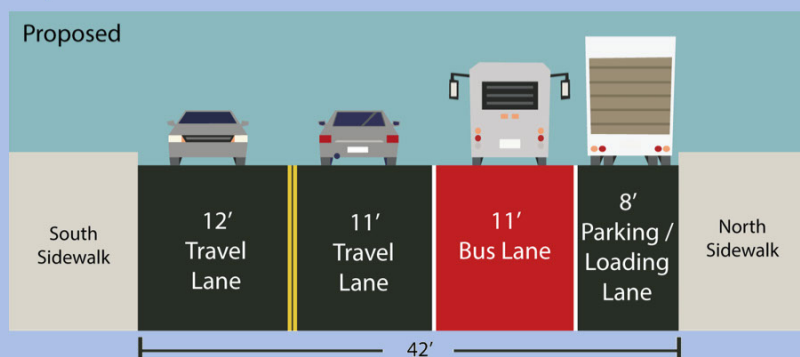 Proposed
South
Sidewalk
12′
Travel
Lane
11′
Travel
Lane
11′
Bus Lane
8′
Parking /
Loading
Lane
North
Sidewalk
42′